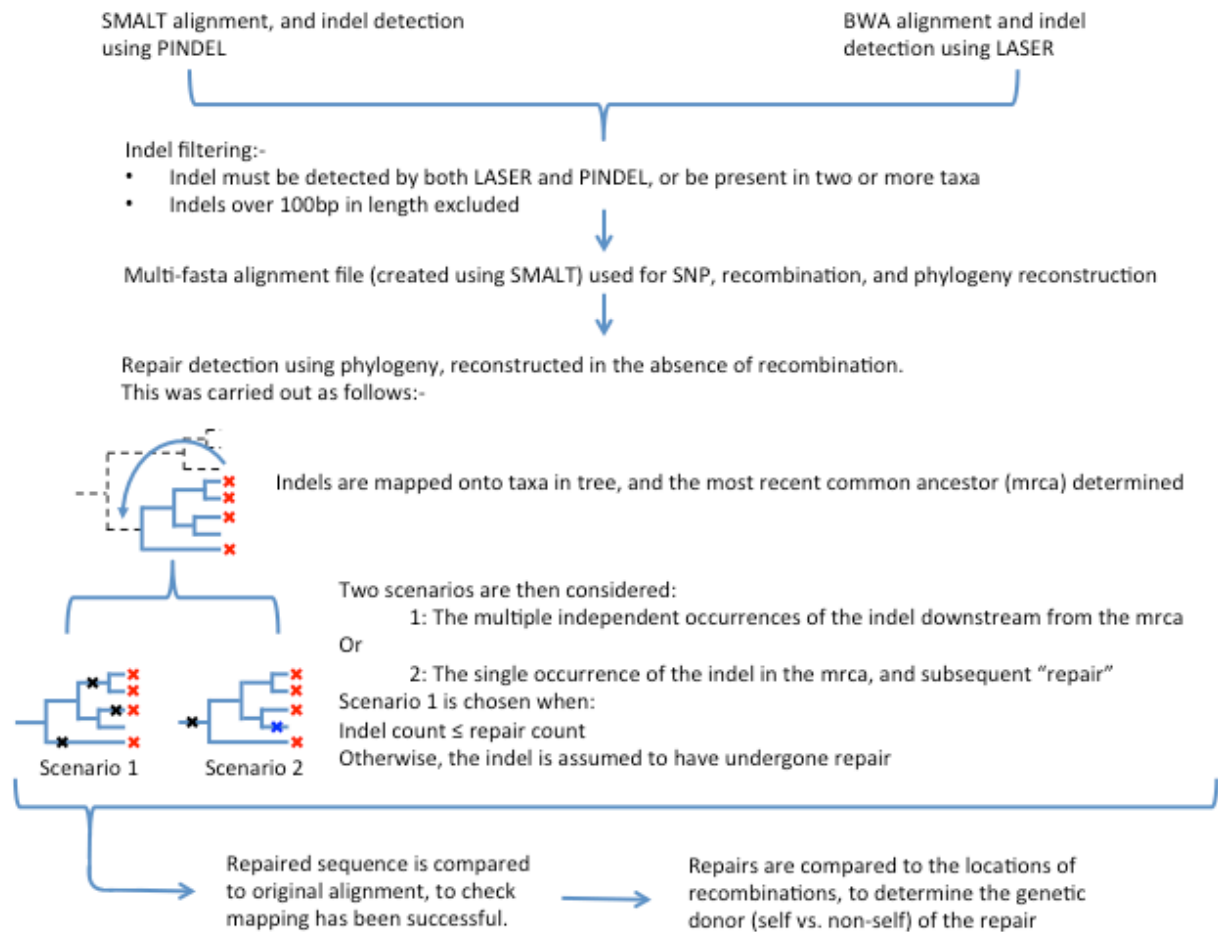 SMALT alignment, and indel detection
using PINDEL
BWA alignment and indel
detection using LASER
Indel filtering:-
• Indel must be detected by both LASER and PINDEL, or be present in two or more taxa
• Indels over 100bp in length excluded
Multi-fasta alignment file (created using SMALT) used for SNP, recombination, and phylogeny reconstruction
Repair detection using phylogeny, reconstructed in the absence of recombination.
This was carried out as follows:-
Indels are mapped onto taxa in tree, and the most recent common ancestor (mrca) determined
Two scenarios are then considered:
1: The multiple independent occurrences of the indel downstream from the mrca
Or
2: The single occurrence of the indel in the mrca, and subsequent “repair”
Scenario 1 is chosen when:
Indel count ≤ repair count
Otherwise, the indel is assumed to have undergone repair
Scenario 1
Scenario 2
Repaired sequence is compared
to original alignment, to check
mapping has been successful.
Repairs are compared to the locations of
recombinations, to determine the genetic
donor (self vs. non-self) of the repair